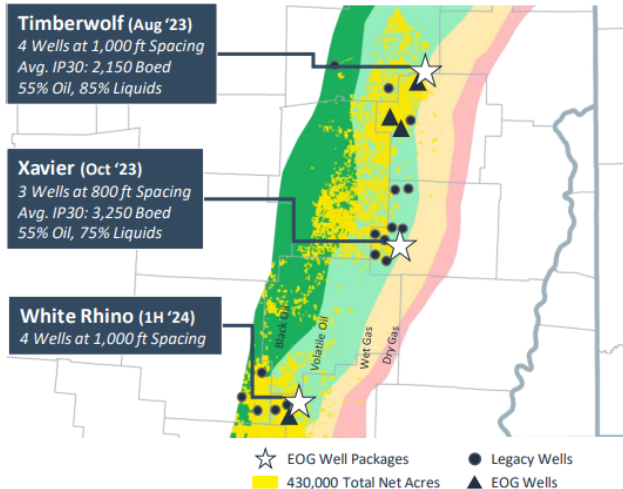 Timberwolf (Aug '23)
4 Wells at 1,000 ft Spacing
Avg. IP30: 2,150 Boed
55% Oil, 85% Liquids
Xavier (Oct '23)
3 Wells at 800 ft Spacing
Avg. IP30: 3,250 Boed
55% Oil, 75% Liquids
White Rhino (1H '24)
4 Wells at 1,000 ft Spacing
Black Oil
Volatile Oil
Wet Gas
Dry Gas
EOG Well Packages
Legacy Wells
430,000 Total Net Acres
EOG Wells